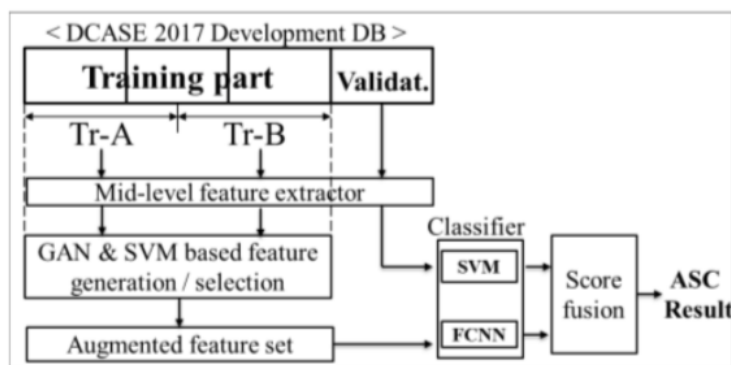 < DCASE 2017 Development DB >
Training part
Validat.
Tr-A
Tr-B
Mid-level feature extractor
GAN & SVM based feature
generation / selection
Augmented feature set
Classifier
SVM
FCNN
Score
fusion
ASC
Result